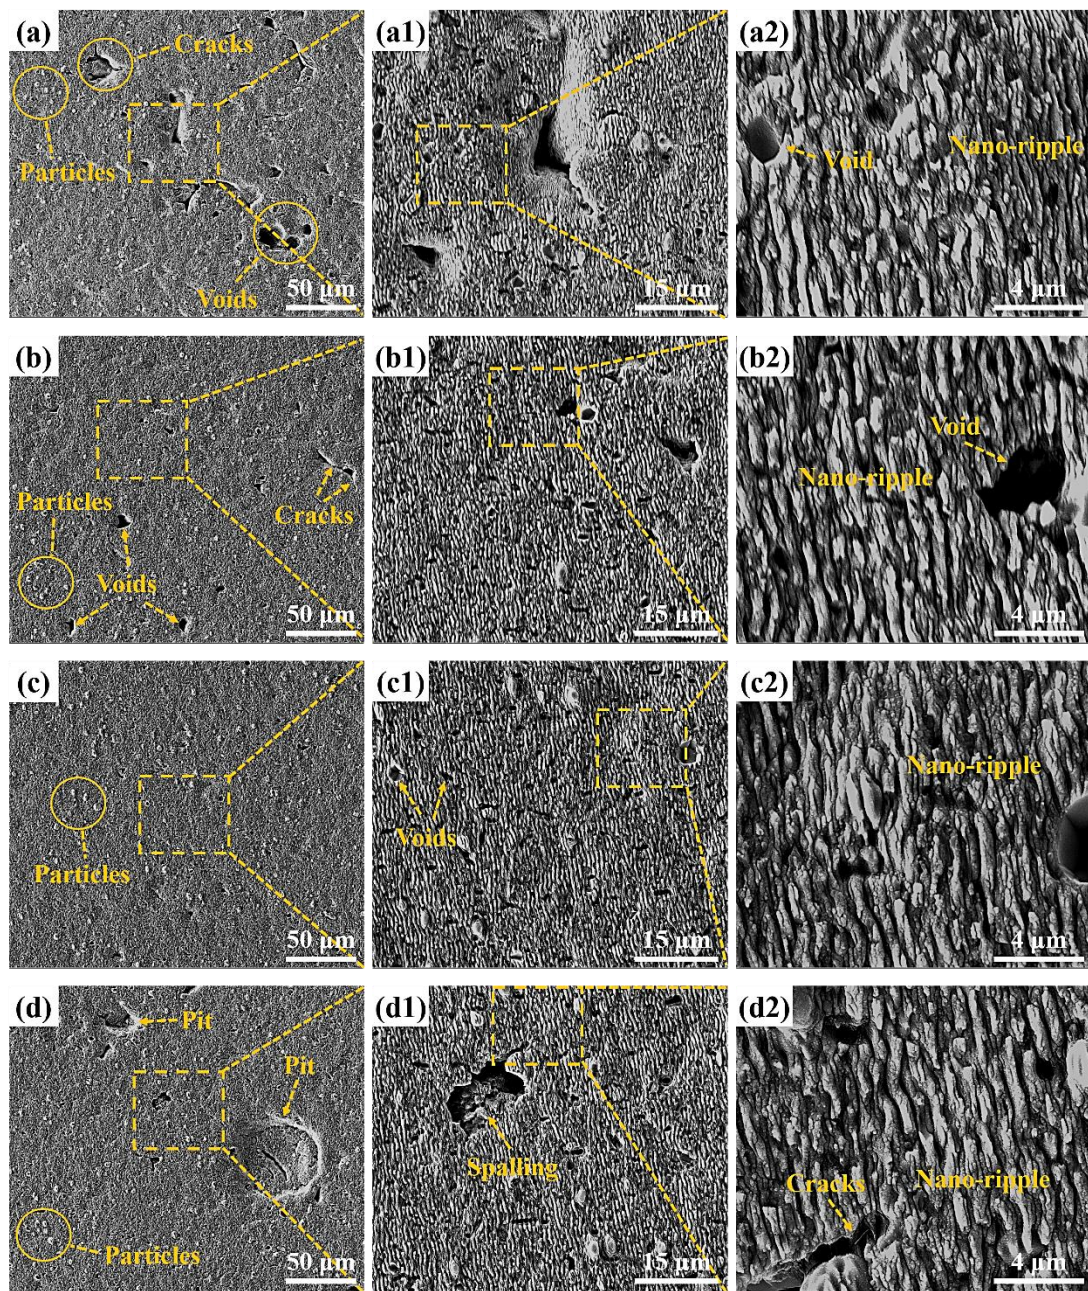 (a)
Cracks
Particles
Voids
50 μm
(a1)
15 μm
(a2)
Void
Nano-ripple
4 μm
(b)
Particles
Cracks
Voids
50 μm
(b1)
15 μm
(b2)
Void
Nano-ripple
4 μm
(c)
Particles
50 μm
(c1)
Voids
15 μm
(c2)
Nano-ripple
4 μm
(d)
Pit
Pit
Particles
50 μm
(d1)
Spalling
15 μm
(d2)
Cracks
Nano-ripple
4 μm